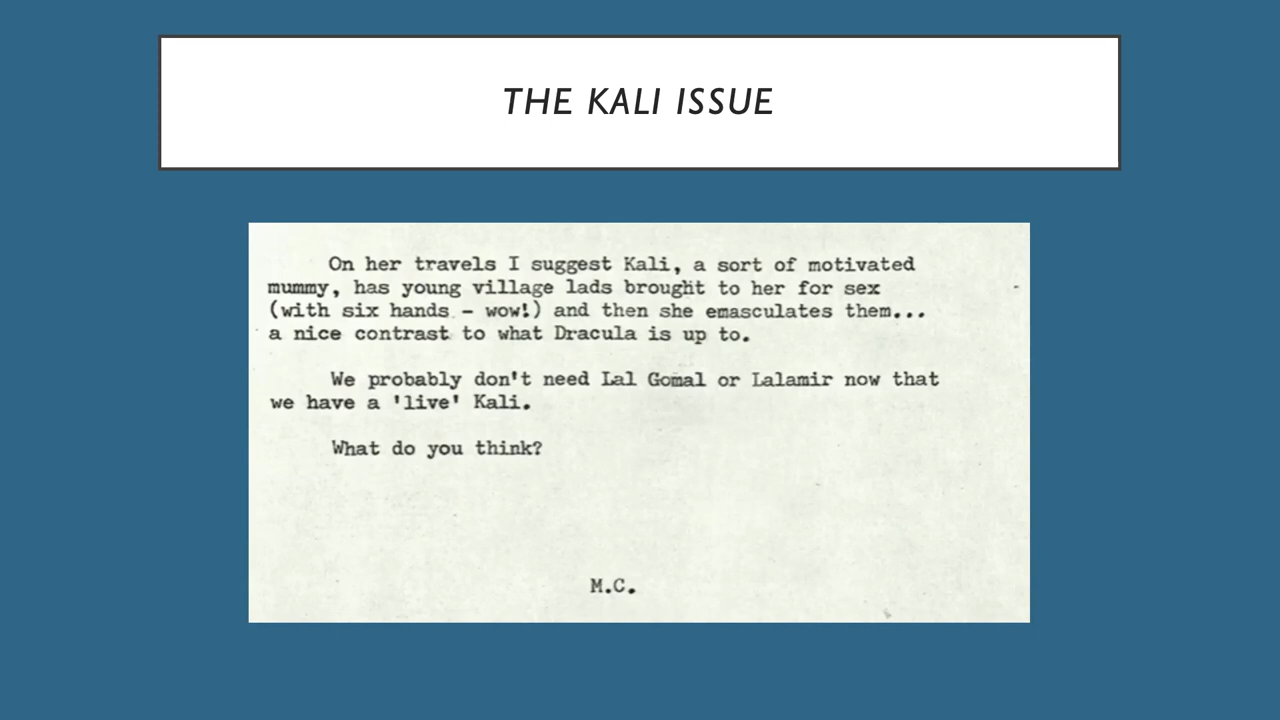 THE KALI ISSUE
On her travels I suggest Kali, a sort of motivated
mummy, has young village lads brought to her for sex
(with six hands - wow!) and then she emasculates them...
a nice contrast to what Dracula is up to.
We probably don't need Lal Gomal or Lalamir now that
we have a 'live' Kali.
What do you think?
M.C.